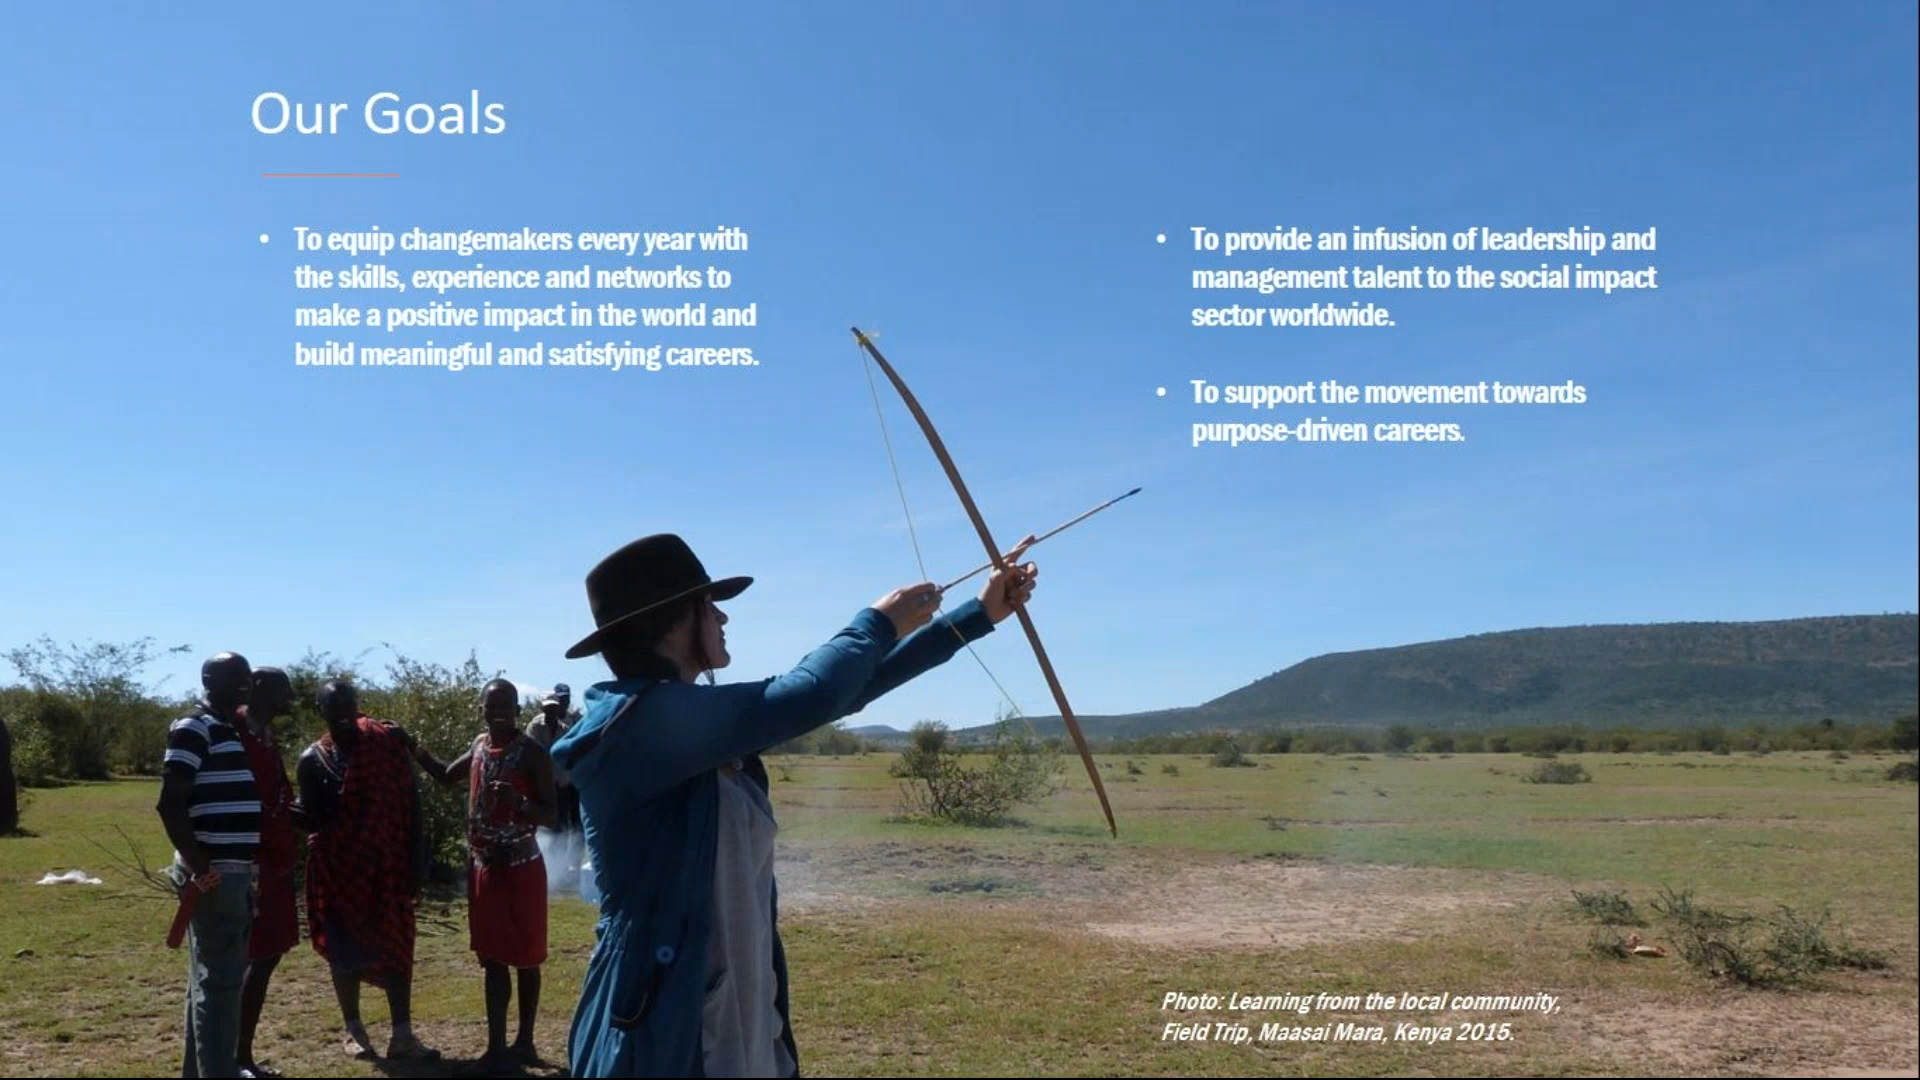 Our Goals
• To equip changemakers every year with
the skills, experience and networks to
make a positive impact in the world and
build meaningful and satisfying careers.
• To provide an infusion of leadership and
management talent to the social impact
sector worldwide.
• To support the movement towards
purpose-driven careers.
Photo: Learning from the local community,
Field Trip, Maasai Mara, Kenya 2015.